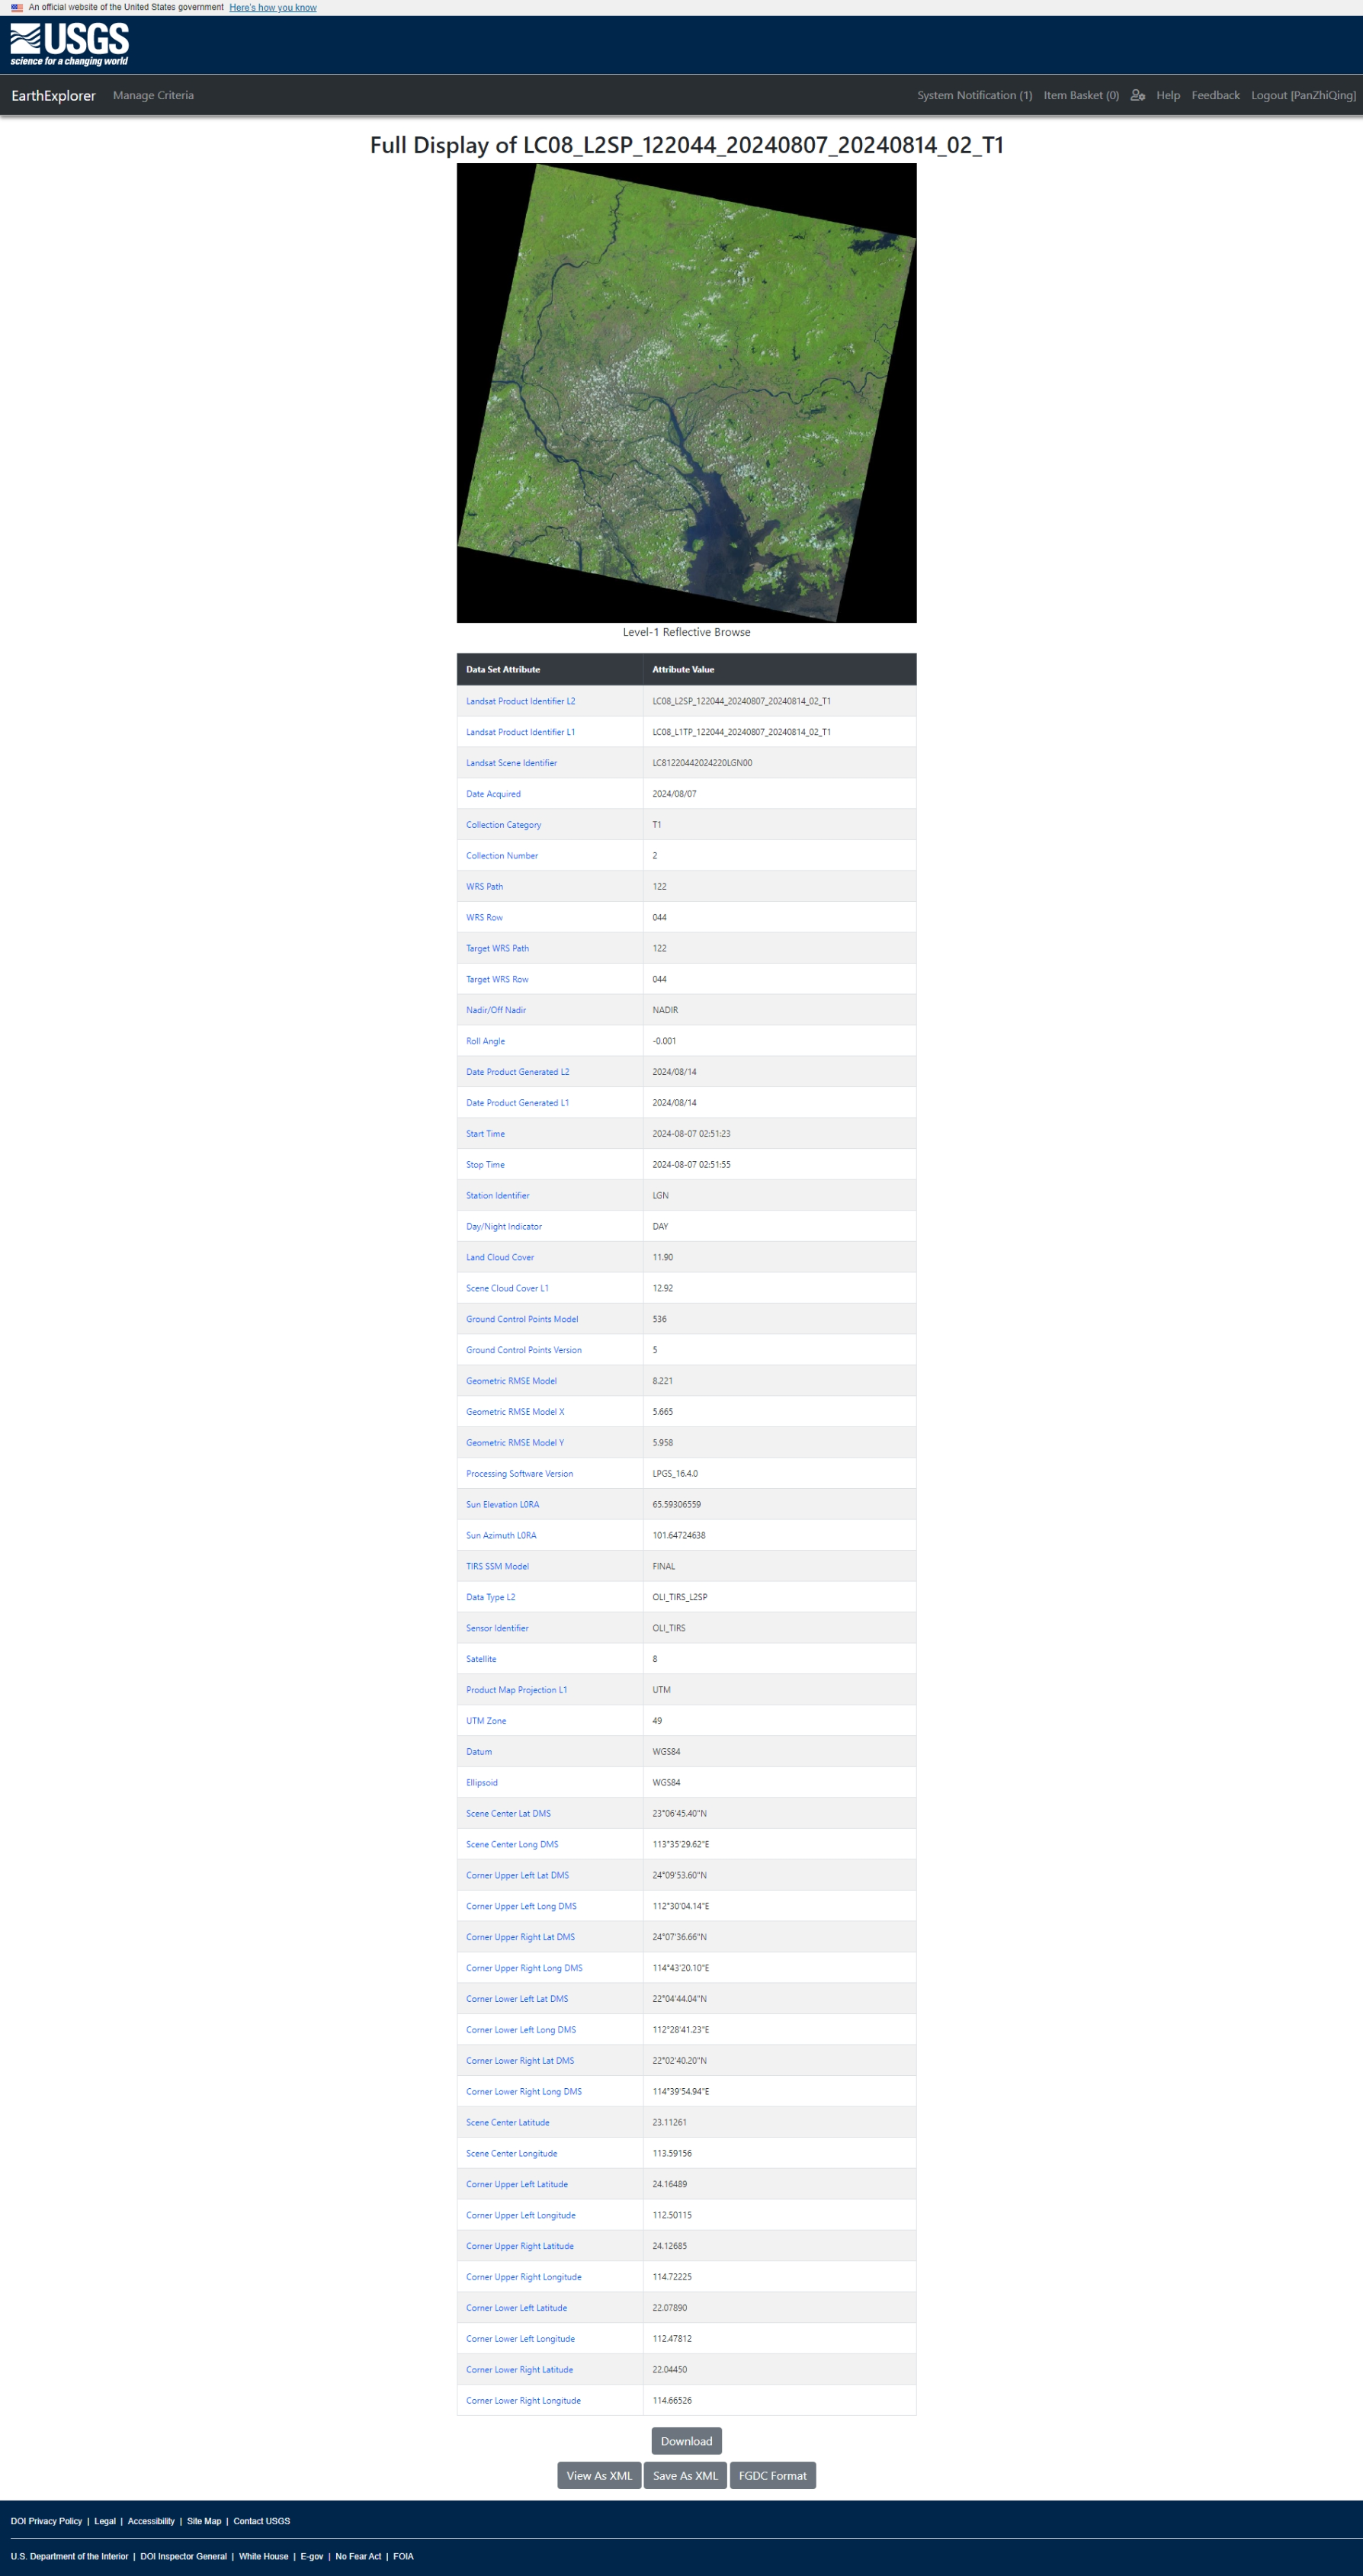 An official website of the United States government Here's how you know
USGS
science for a changing world
EarthExplorer Manage Criteria System Notification (1) Item Basket (0) Help Feedback Logout [PanZhiQing]
Full Display of LC08_L2SP_122044_20240807_20240814_02_T1
Level-1 Reflective Browse
Data Set Attribute Attribute Value
Landsat Product Identifier L2 LC08_L2SP_122044_20240807_20240814_02_T1
Landsat Product Identifier L1 LC08_L1TP_122044_20240807_20240814_02_T1
Landsat Scene Identifier LC81220442024220LGN00
Date Acquired 2024/08/07
Collection Category T1
Collection Number 2
WRS Path 122
WRS Row 044
Target WRS Path 122
Target WRS Row 044
Nadir/Off Nadir NADIR
Roll Angle -0.001
Date Product Generated L2 2024/08/14
Date Product Generated L1 2024/08/14
Start Time 2024-08-07 02:51:23
Stop Time 2024-08-07 02:51:55
Station Identifier LGN
Day/Night Indicator DAY
Land Cloud Cover 11.90
Scene Cloud Cover L1 12.92
Ground Control Points Model 536
Ground Control Points Version 5
Geometric RMSE Model 8.221
Geometric RMSE Model X 5.665
Geometric RMSE Model Y 5.958
Processing Software Version LPGS_16.4.0
Sun Elevation L0RA 65.59306559
Sun Azimuth L0RA 101.64724638
TIRS SSM Model FINAL
Data Type L2 OLI_TIRS_L2SP
Sensor Identifier OLI_TIRS
Satellite 8
Product Map Projection L1 UTM
UTM Zone 49
Datum WGS84
Ellipsoid WGS84
Scene Center Lat DMS 23°06'45.40"N
Scene Center Long DMS 113°35'29.62"E
Corner Upper Left Lat DMS 24°09'53.60"N
Corner Upper Left Long DMS 112°30'04.14"E
Corner Upper Right Lat DMS 24°07'36.66"N
Corner Upper Right Long DMS 114°43'20.10"E
Corner Lower Left Lat DMS 22°04'44.04"N
Corner Lower Left Long DMS 112°28'41.23"E
Corner Lower Right Lat DMS 22°02'40.20"N
Corner Lower Right Long DMS 114°39'54.94"E
Scene Center Latitude 23.11261
Scene Center Longitude 113.59156
Corner Upper Left Latitude 24.16489
Corner Upper Left Longitude 112.50115
Corner Upper Right Latitude 24.12685
Corner Upper Right Longitude 114.72225
Corner Lower Left Latitude 22.07890
Corner Lower Left Longitude 112.47812
Corner Lower Right Latitude 22.04450
Corner Lower Right Longitude 114.66526
Download
View As XML Save As XML FGDC Format
DOI Privacy Policy | Legal | Accessibility | Site Map | Contact USGS
U.S. Department of the Interior | DOI Inspector General | White House | E-gov | No Fear Act | FOIA